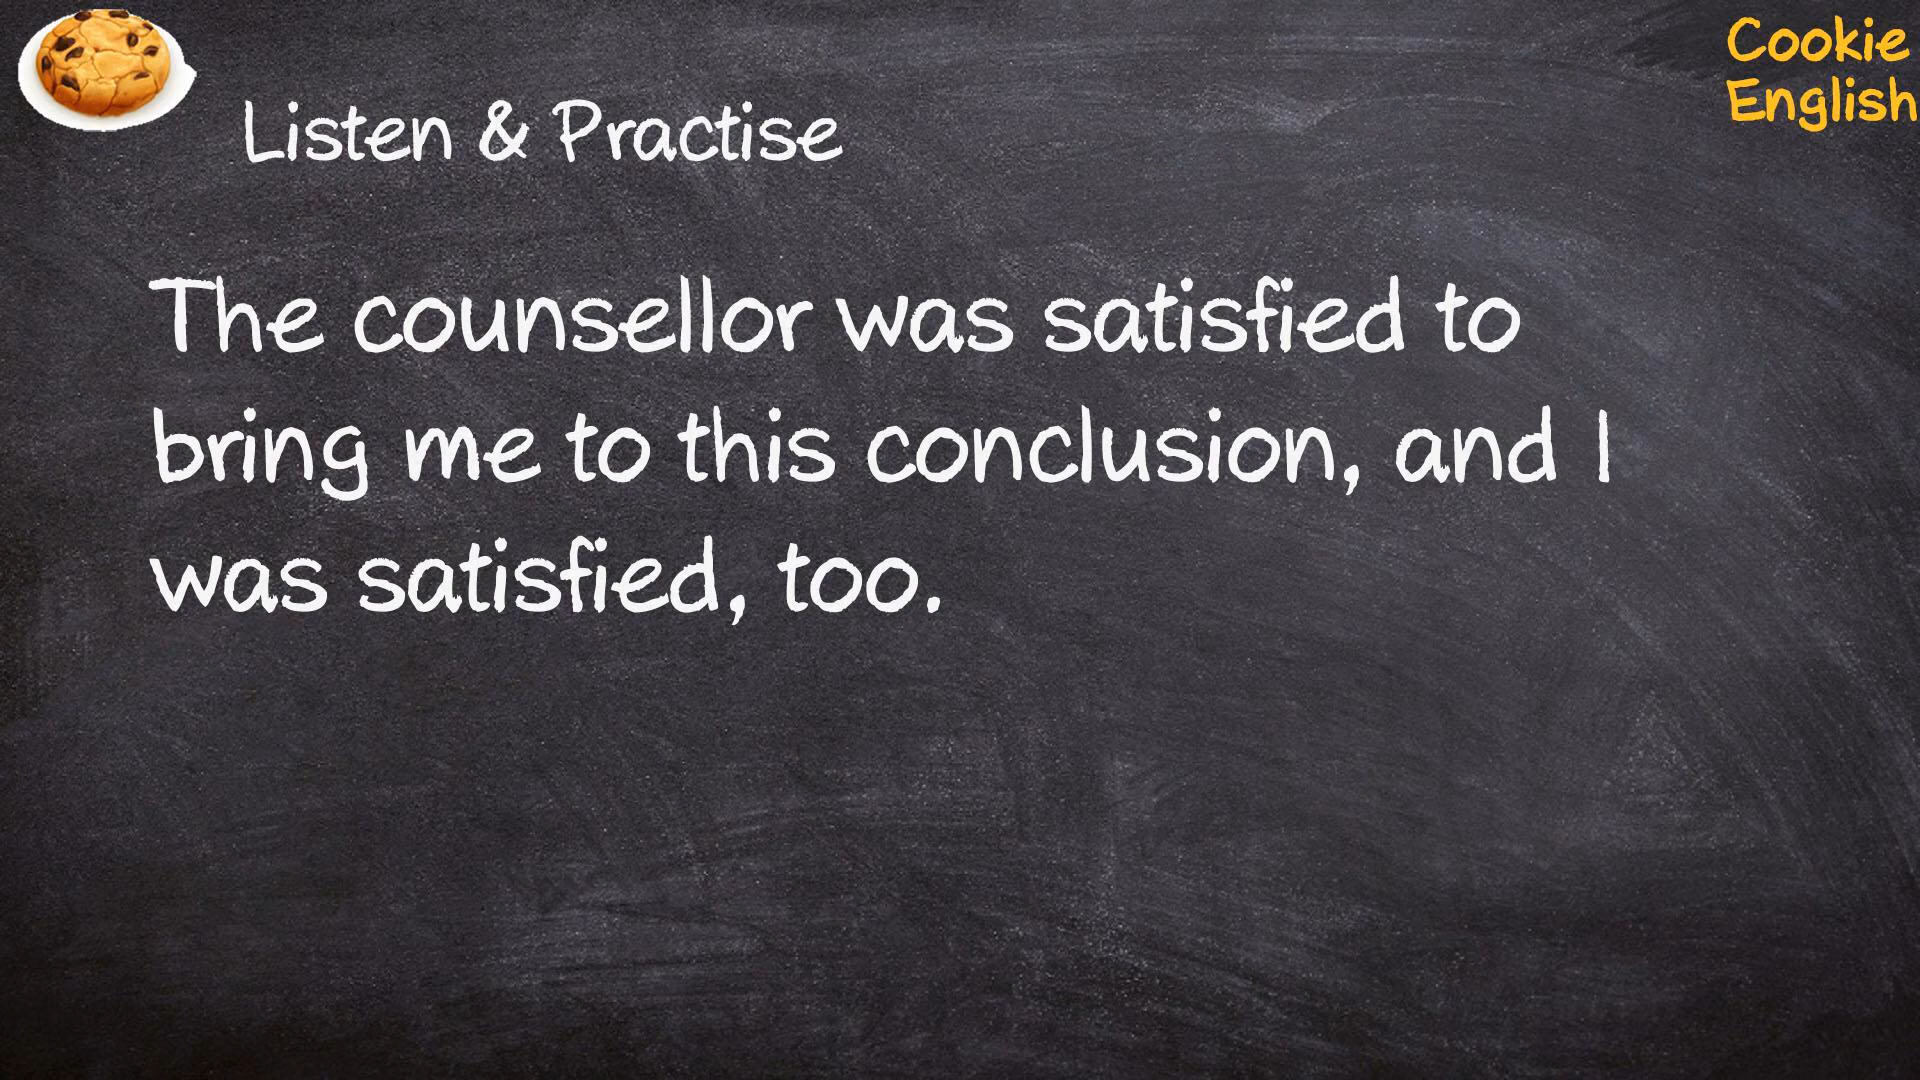 Cookie
English
Listen & Practise
The counsellor was satisfied to
bring me to this conclusion, and I
was satisfied, too.